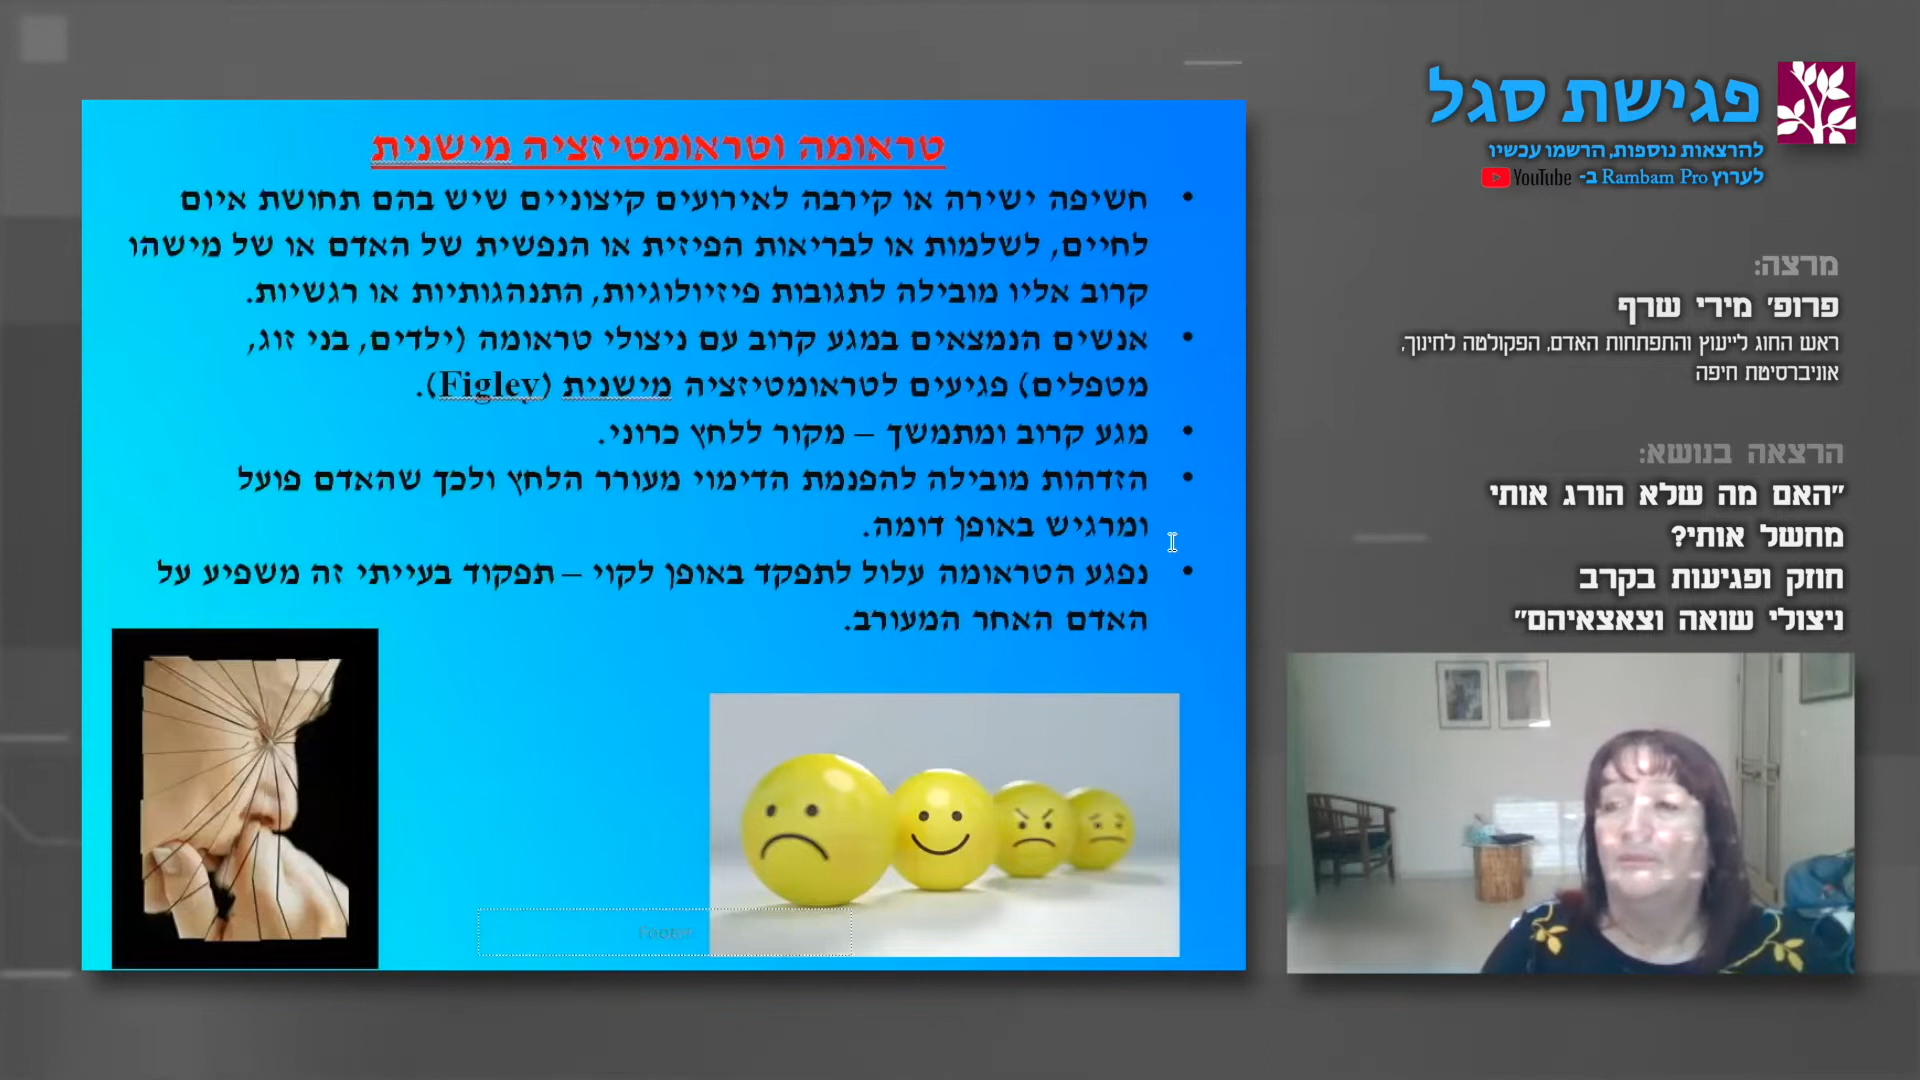 טראומה וטראומטיזציה מישנית
• חשיפה ישירה או קירבה לאירועים קיצוניים שיש בהם תחושת איום
לחיים, לשלמות או לבריאות הפיזית או הנפשית של האדם או של מישהו
קרוב אליו מובילה לתגובות פיזיולוגיות, התנהגותיות או רגשיות.
• אנשים הנמצאים במגע קרוב עם ניצולי טראומה (ילדים, בני זוג,
מטפלים) פגיעים לטראומטיזציה מישנית (Figley).
• מגע קרוב ומתמשך – מקור ללחץ כרוני.
• הזדהות מובילה להפנמת הדימוי מעורר הלחץ ולכך שהאדם פועל
ומרגיש באופן דומה.
• נפגע הטראומה עלול לתפקד באופן לקוי – תפקוד בעייתי זה משפיע על
האדם האחר המעורב.
Footer
פגישת סגל
להרצאות נוספות, הרשמו עכשיו
לערוץ Rambam Pro ב- YouTube
מרצה:
פרופ' מירי שרף
ראש החוג לייעוץ והתפתחות האדם, הפקולטה לחינוך,
אוניברסיטת חיפה
הרצאה בנושא:
"האם מה שלא הורג אותי
מחשל אותי?
חוזק ופגיעות בקרב
ניצולי שואה וצאצאיהם"